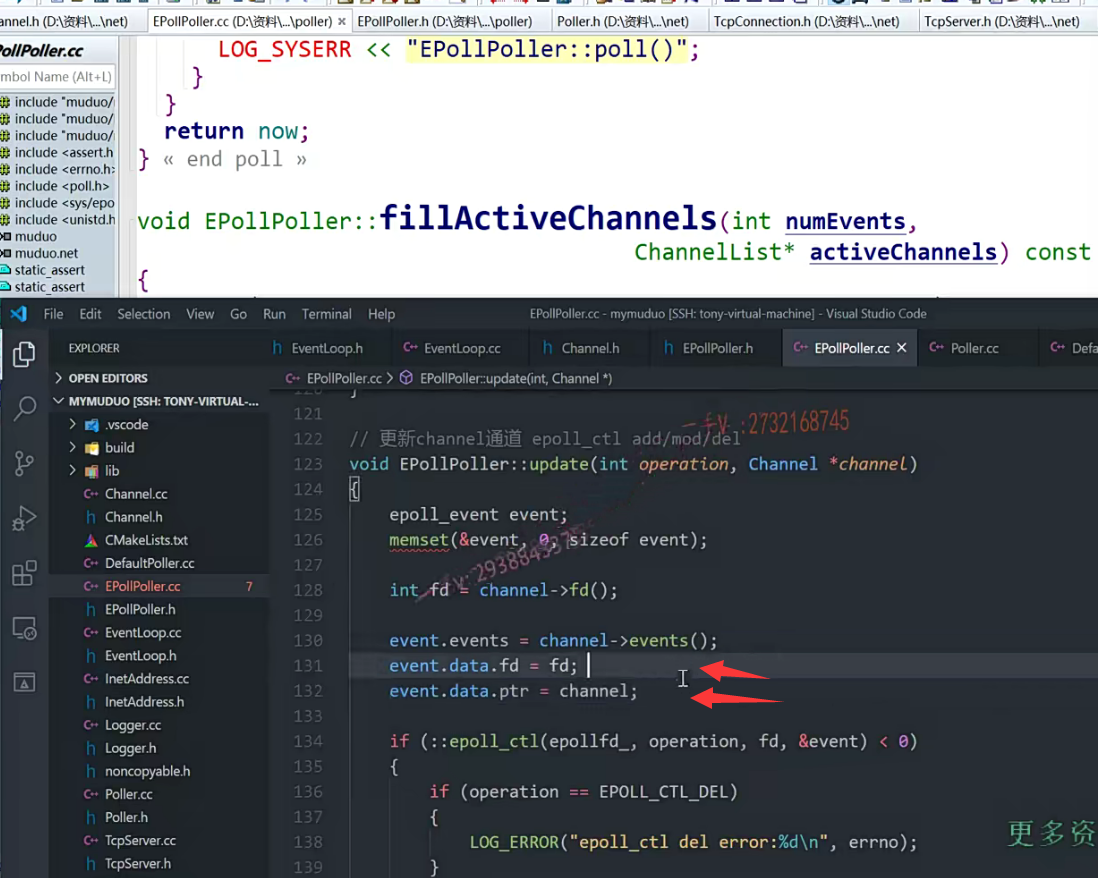 annel.h (D:\资料\...\net)
EPollPoller.cc (D:\资料\...\poller)
EPollPoller.h (D:\资料\...\poller)
Poller.h (D:\资料\...\net)
TcpConnection.h (D:\资料\...\net)
TcpServer.h (D:\资料\...\net)
PollPoller.cc
mbol Name (Alt+L)
include "muduo/
include "muduo/
include "muduo/
include <assert.h
include <errno.h>
include <poll.h>
include <sys/epo
include <unistd.h
muduo
muduo.net
static_assert
static_assert
LOG_SYSERR << "EPollPoller::poll()";
}
}
return now;
} « end poll »
void EPollPoller::fillActiveChannels(int numEvents,
ChannelList* activeChannels) const
{
File Edit Selection View Go Run Terminal Help
EPollPoller.cc - mymuduo [SSH: tony-virtual-machine] - Visual Studio Code
EXPLORER
OPEN EDITORS
MYMUDUO [SSH: TONY-VIRTUAL-...
.vscode
build
lib
Channel.cc
Channel.h
CMakeLists.txt
DefaultPoller.cc
EPollPoller.cc 7
EPollPoller.h
EventLoop.cc
EventLoop.h
InetAddress.cc
InetAddress.h
Logger.cc
Logger.h
noncopyable.h
Poller.cc
Poller.h
TcpServer.cc
TcpServer.h
EventLoop.h
EventLoop.cc
Channel.h
EPollPoller.h
EPollPoller.cc
Poller.cc
Defa
EPollPoller.cc > EPollPoller::update(int, Channel *)
121
122 // 更新channel通道 epoll_ctl add/mod/del
123 void EPollPoller::update(int operation, Channel *channel)
124 {
125 epoll_event event;
126 memset(&event, 0, sizeof event);
127
128 int fd = channel->fd();
129
130 event.events = channel->events();
131 event.data.fd = fd;
132 event.data.ptr = channel;
133
134 if (::epoll_ctl(epollfd_, operation, fd, &event) < 0)
135 {
136 if (operation == EPOLL_CTL_DEL)
137 {
138 LOG_ERROR("epoll_ctl del error:%d\n", errno);
139 }
:2732168745
更多资